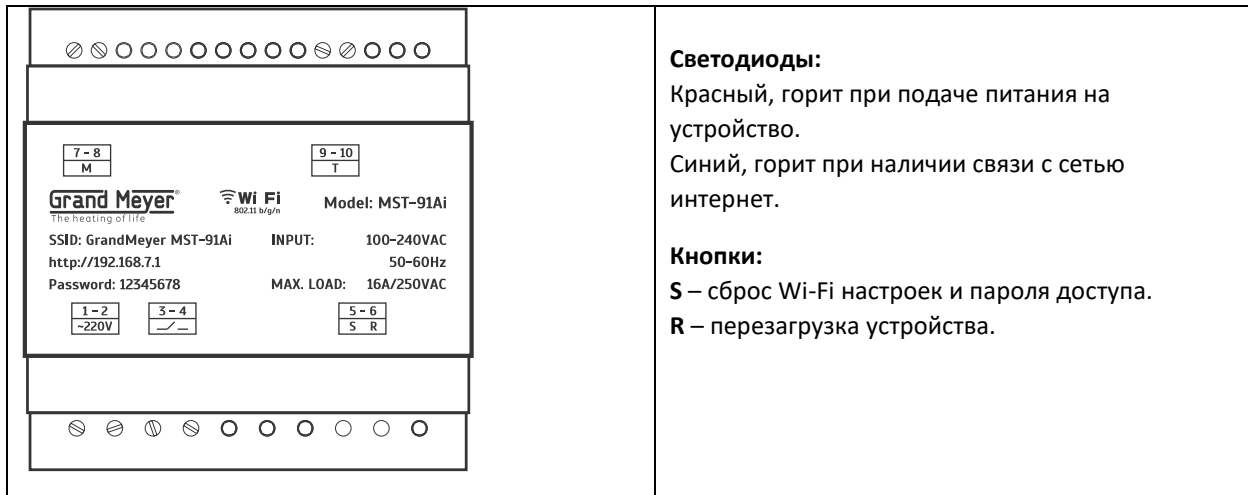 7 - 8
M
9 - 10
T
Grand Meyer®
The heating of life
Wi Fi
802.11 b/g/n
Model: MST-91Ai
SSID: GrandMeyer MST-91Ai
http://192.168.7.1
Password: 12345678
INPUT: 100-240VAC
50-60Hz
MAX. LOAD: 16A/250VAC
1 - 2
~220V
3 - 4
5 - 6
S R
Светодиоды:
Красный, горит при подаче питания на
устройство.
Синий, горит при наличии связи с сетью
интернет.
Кнопки:
S – сброс Wi-Fi настроек и пароля доступа.
R – перезагрузка устройства.